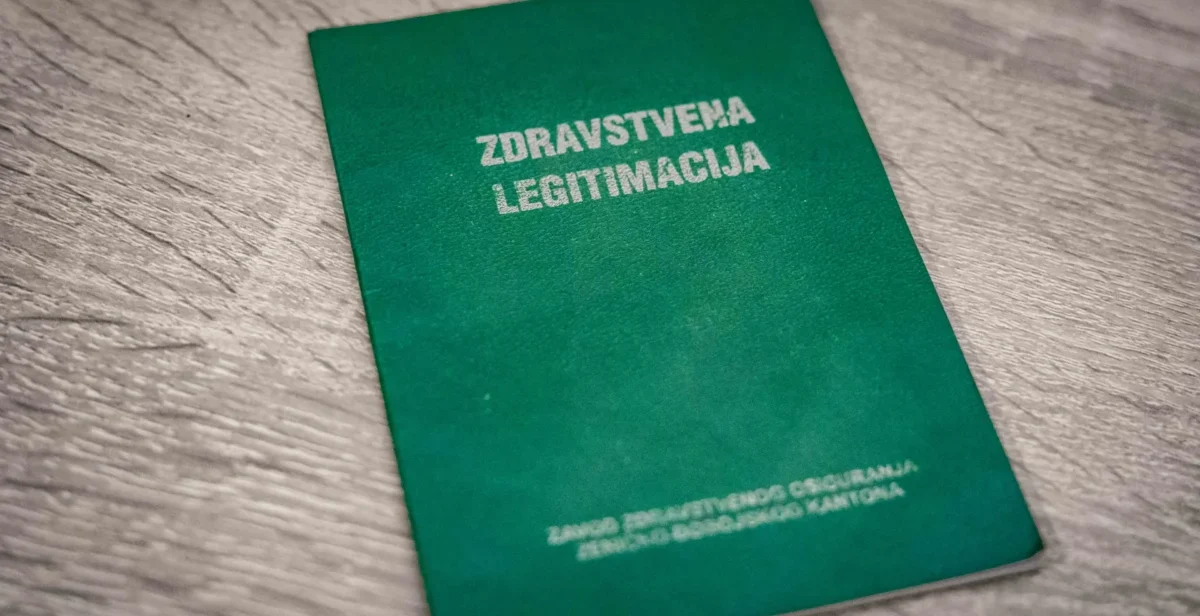 ZDRAVSTVENA
LEGITIMACIJA
ZAVOD ZDRAVSTVENOG OSIGURANJA
ZENIČKO-DOBOJSKOG KANTONA